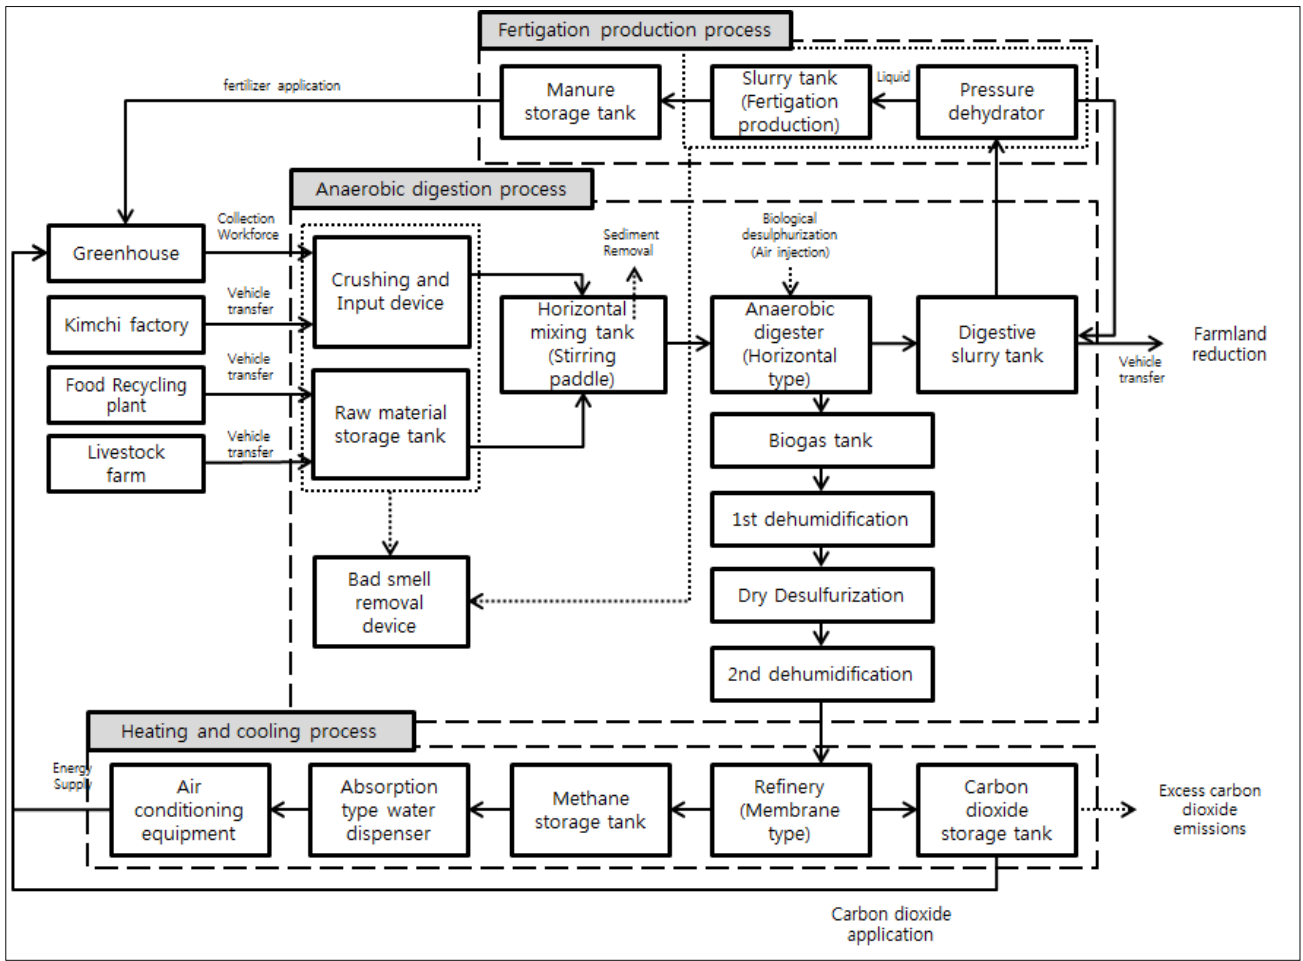 Fertigation production process
Manure
storage tank
Slurry tank
(Fertigation
production)
Liquid
Pressure
dehydrator
fertilizer application
Anaerobic digestion process
Greenhouse
Collection
Workforce
Kimchi factory
Vehicle
transfer
Food Recycling
plant
Vehicle
transfer
Livestock
farm
Vehicle
transfer
Crushing and
Input device
Raw material
storage tank
Sediment
Removal
Horizontal
mixing tank
(Stirring
paddle)
Biological
desulphurization
(Air injection)
Anaerobic
digester
(Horizontal
type)
Digestive
slurry tank
Vehicle
transfer
Farmland
reduction
Biogas tank
1st dehumidification
Dry Desulfurization
2nd dehumidification
Bad smell
removal
device
Heating and cooling process
Energy
Supply
Air
conditioning
equipment
Absorption
type water
dispenser
Methane
storage tank
Refinery
(Membrane
type)
Carbon
dioxide
storage tank
Excess carbon
dioxide
emissions
Carbon dioxide
application